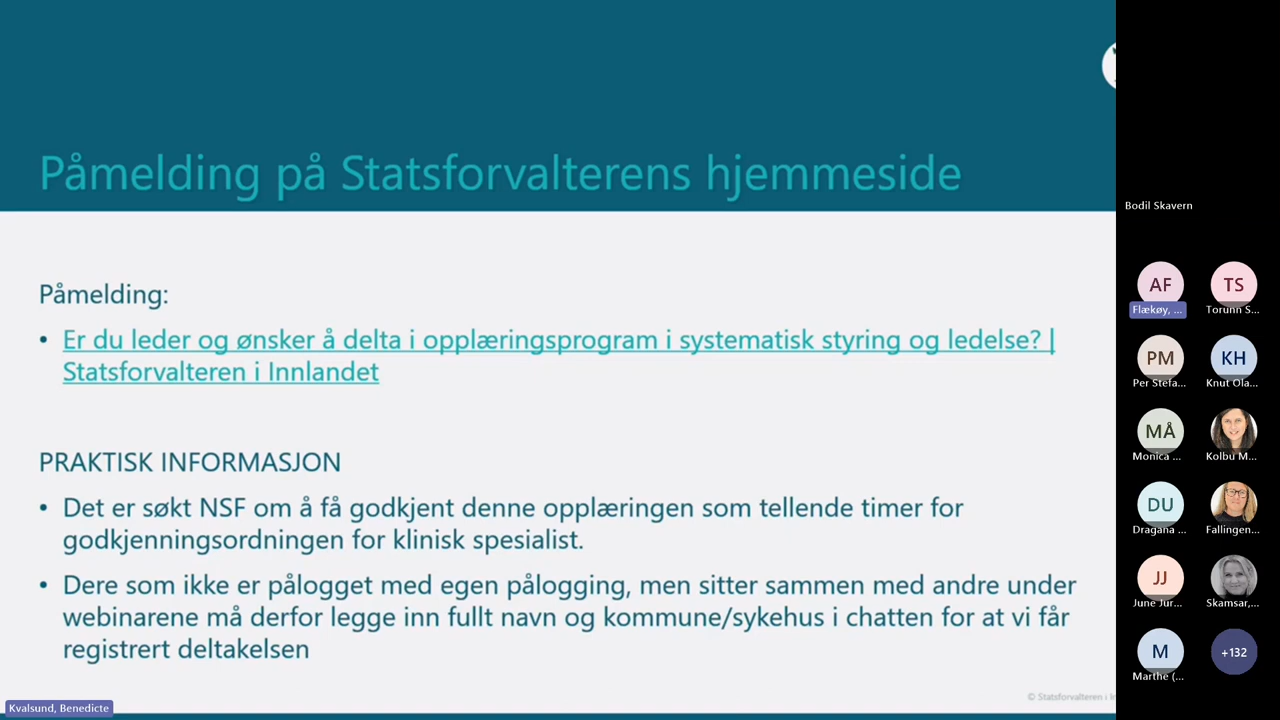 Påmelding på Statsforvalterens hjemmeside
Påmelding:
• Er du leder og ønsker å delta i opplæringsprogram i systematisk styring og ledelse? |
Statsforvalteren i Innlandet
PRAKTISK INFORMASJON
• Det er søkt NSF om å få godkjent denne opplæringen som tellende timer for
godkjenningsordningen for klinisk spesialist.
• Dere som ikke er pålogget med egen pålogging, men sitter sammen med andre under
webinarene må derfor legge inn fullt navn og kommune/sykehus i chatten for at vi får
registrert deltakelsen
© Statsforvalteren i
Kvalsund, Benedicte
Bodil Skavern
AF
TS
Flækøy, ...
Torunn S...
PM
KH
Per Stefa...
Knut Ola...
MÅ
Monica ...
Kolbu M...
DU
Dragana ...
Fallingen...
JJ
June Jur...
Skamsar,...
M
+132
Marthe (...